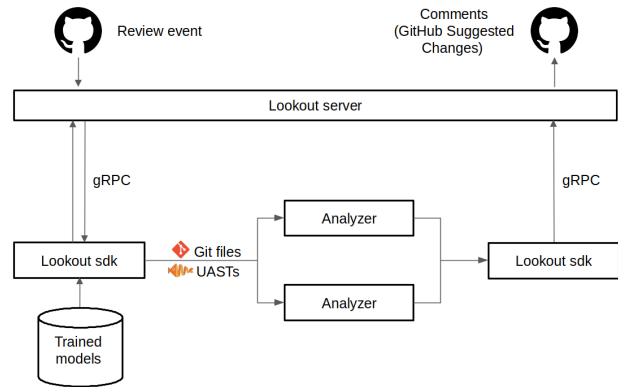 Review event
Comments
(GitHub Suggested
Changes)
Lookout server
gRPC
gRPC
Analyzer
Git files
Lookout sdk
UASTs
Lookout sdk
Analyzer
Trained
models